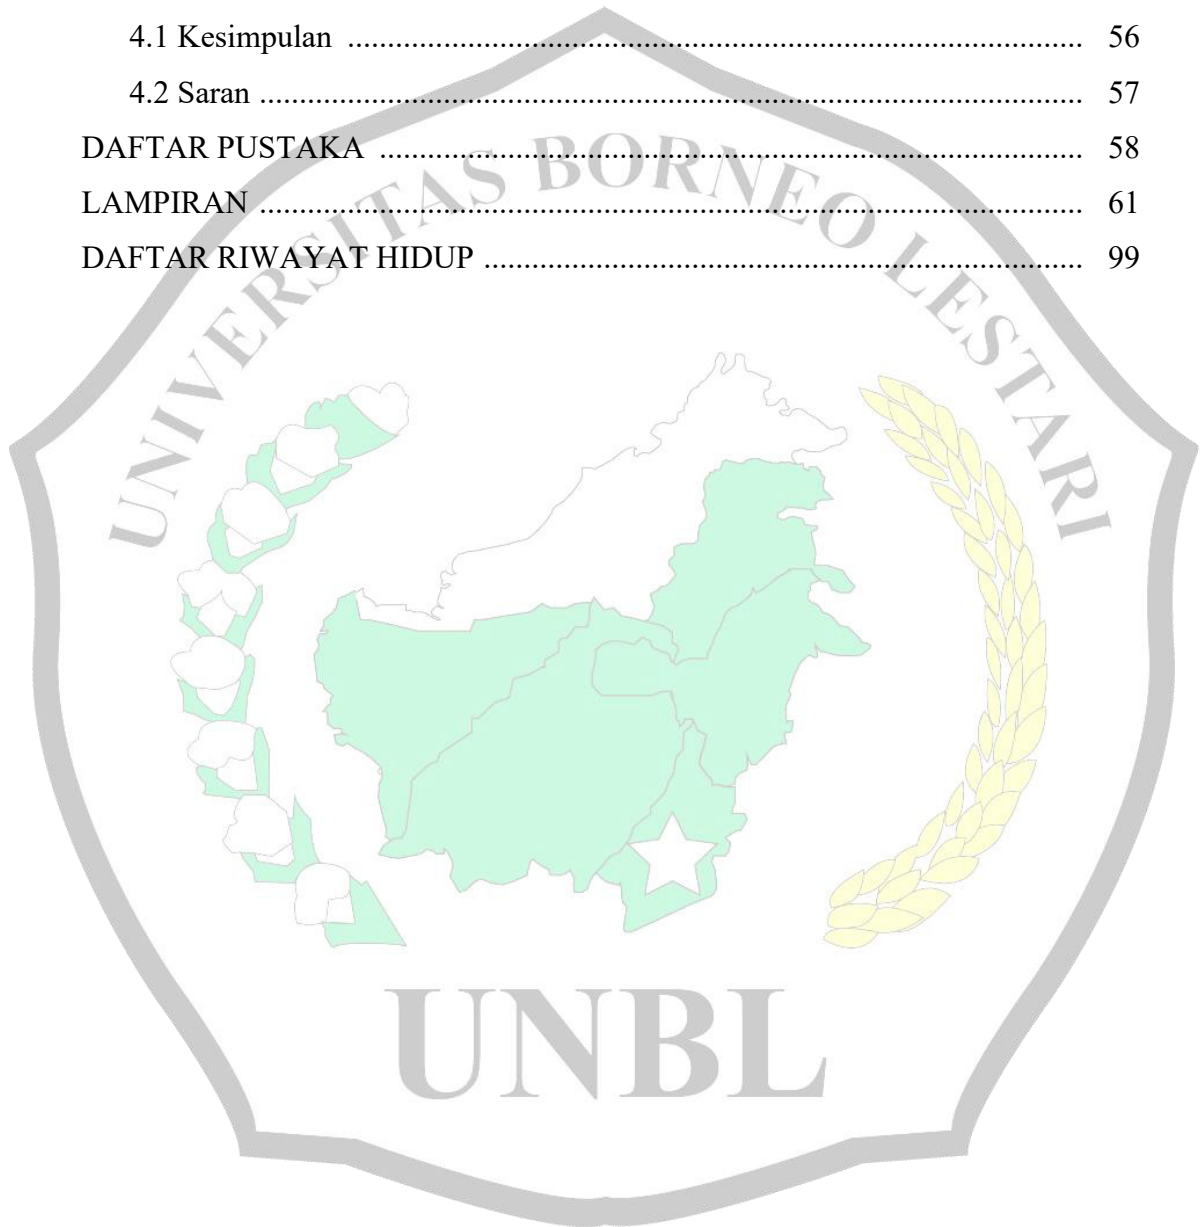 4.1 Kesimpulan ........................................................................................... 56
4.2 Saran ...................................................................................................... 57
DAFTAR PUSTAKA ....................................................................................... 58
LAMPIRAN ...................................................................................................... 61
DAFTAR RIWAYAT HIDUP .......................................................................... 99
UNIVERSITAS BORNEO LESTARI
UNBL